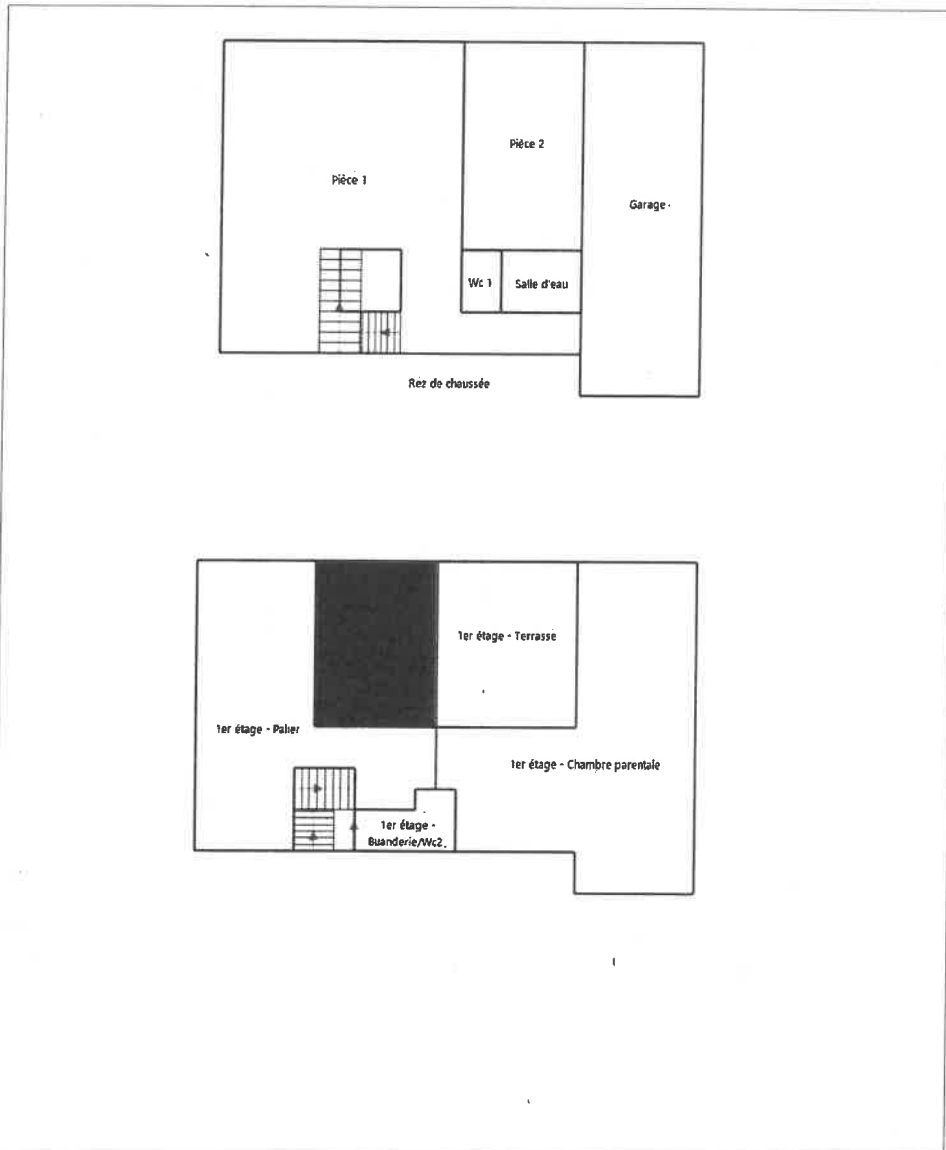 Pièce 2
Pièce 1
Garage -
Wc 1
Salle d'eau
Rez de chaussée
1er étage - Terrasse
1er étage - Palier
1er étage - Chambre parentale
1er étage -
Buanderie/Wc2